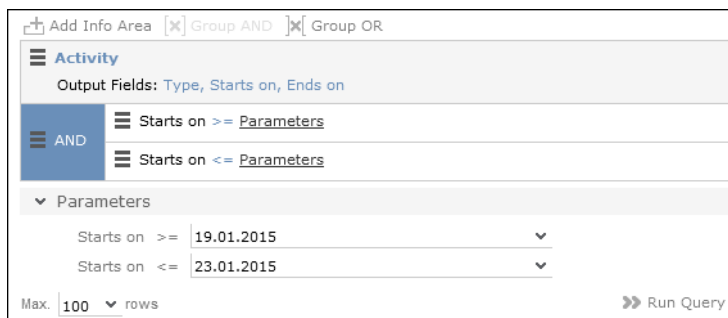 Add Info Area [x] Group AND ]x[ Group OR
Activity
Output Fields: Type, Starts on, Ends on
AND
Starts on >= Parameters
Starts on <= Parameters
Parameters
Starts on >= 19.01.2015
Starts on <= 23.01.2015
Max. 100 rows
Run Query